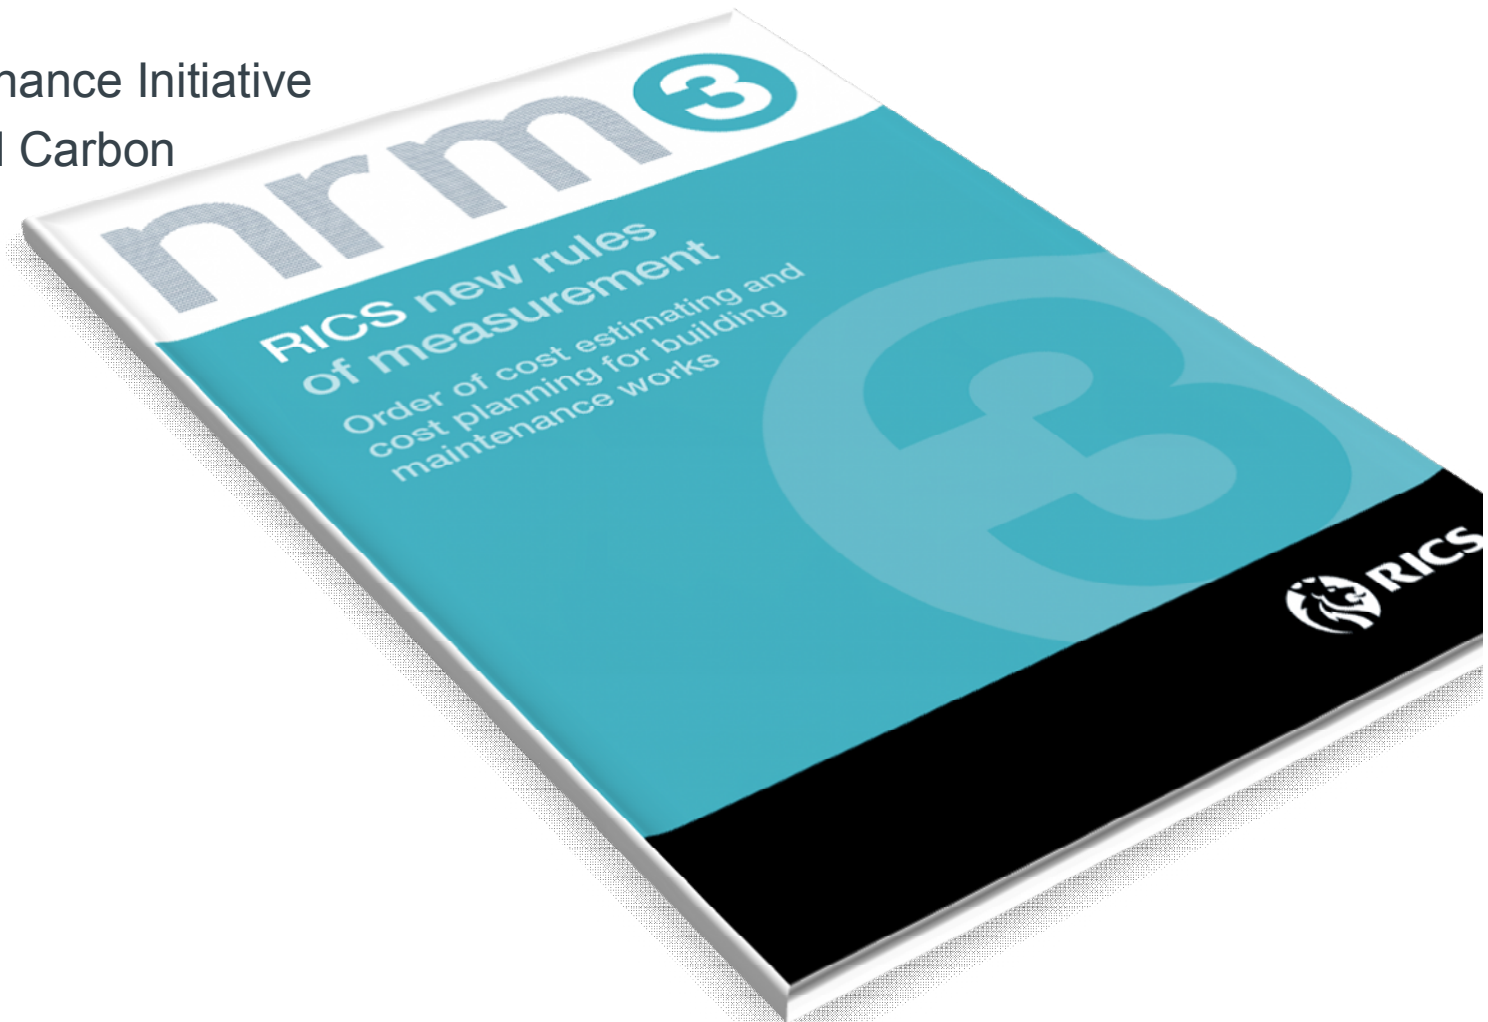 nance Initiative
Carbon
nrm3
RICS new rules
of measurement
Order of cost estimating and
cost planning for building
maintenance works
3
RICS